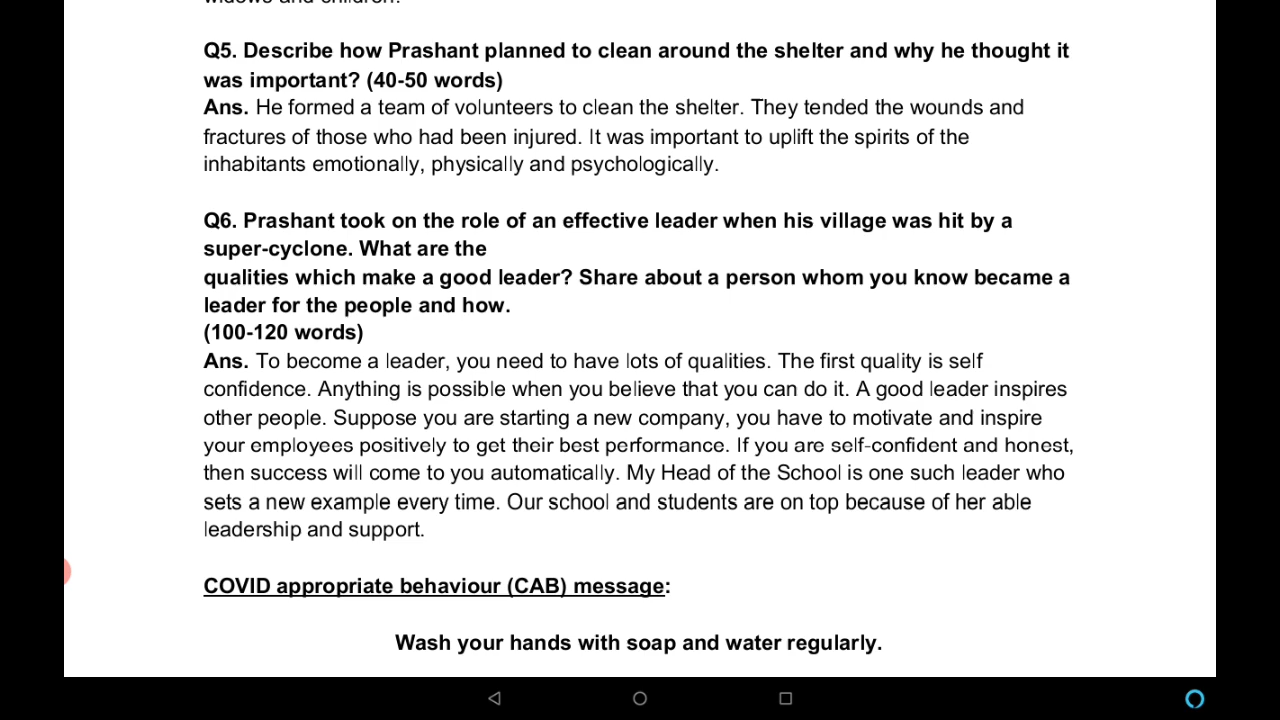 widows and children.
Q5. Describe how Prashant planned to clean around the shelter and why he thought it
was important? (40-50 words)
Ans. He formed a team of volunteers to clean the shelter. They tended the wounds and
fractures of those who had been injured. It was important to uplift the spirits of the
inhabitants emotionally, physically and psychologically.
Q6. Prashant took on the role of an effective leader when his village was hit by a
super-cyclone. What are the
qualities which make a good leader? Share about a person whom you know became a
leader for the people and how.
(100-120 words)
Ans. To become a leader, you need to have lots of qualities. The first quality is self
confidence. Anything is possible when you believe that you can do it. A good leader inspires
other people. Suppose you are starting a new company, you have to motivate and inspire
your employees positively to get their best performance. If you are self-confident and honest,
then success will come to you automatically. My Head of the School is one such leader who
sets a new example every time. Our school and students are on top because of her able
leadership and support.
COVID appropriate behaviour (CAB) message:
Wash your hands with soap and water regularly.